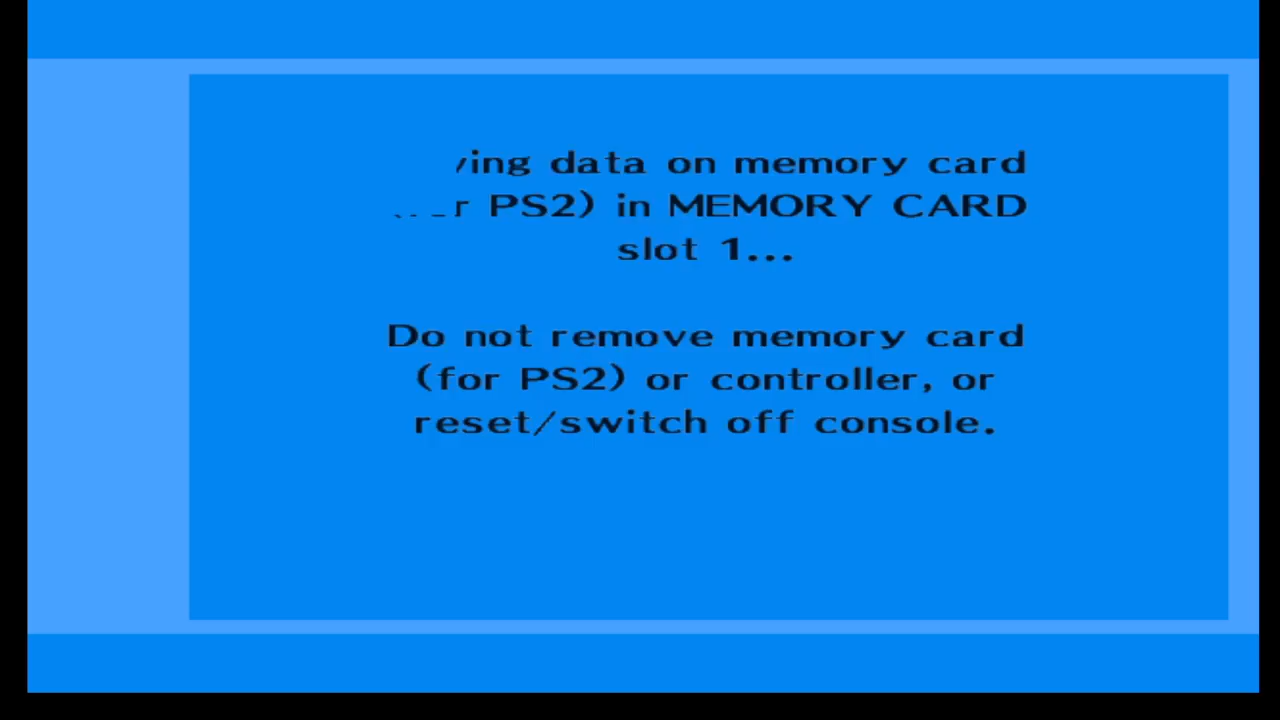 data on memory card
PS2) in MEMORY CARD
slot 1...
Do not remove memory card
(for PS2) or controller, or
reset/switch off console.